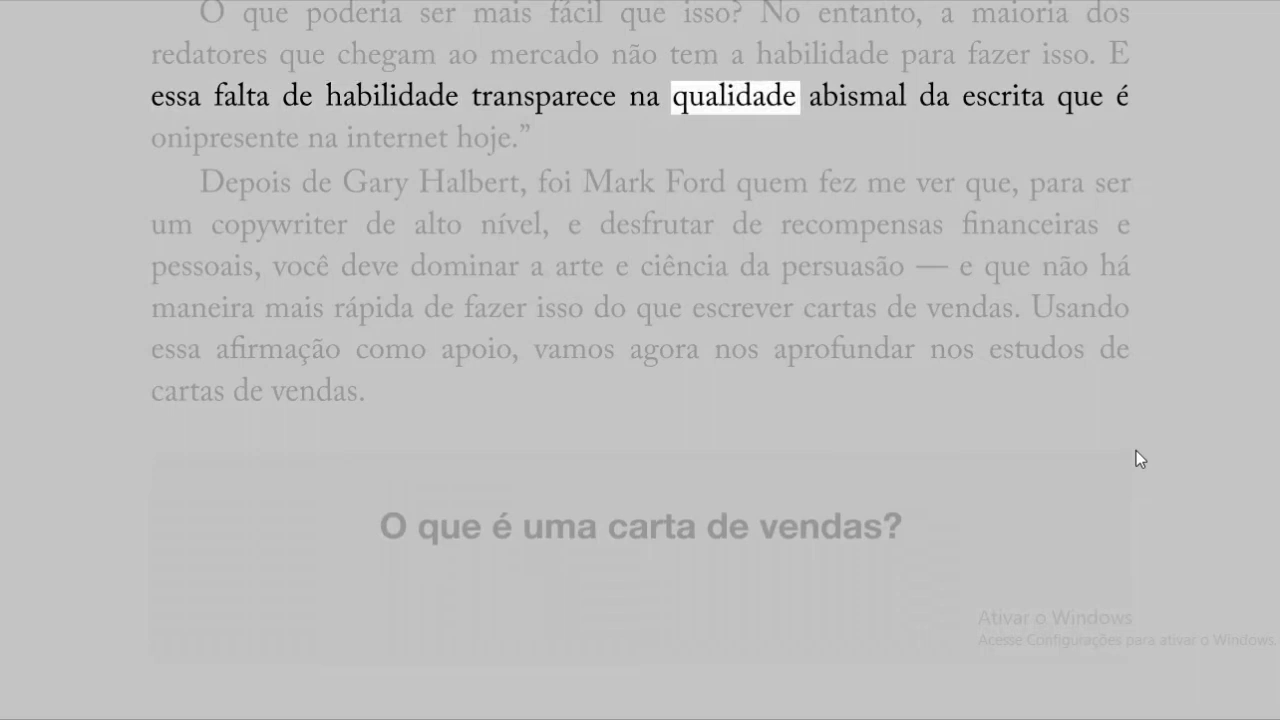 O que poderia ser mais fácil que isso? No entanto, a maioria dos
redatores que chegam ao mercado não tem a habilidade para fazer isso. E
essa falta de habilidade transparece na qualidade abismal da escrita que é
onipresente na internet hoje.”
Depois de Gary Halbert, foi Mark Ford quem fez me ver que, para ser
um copywriter de alto nível, e desfrutar de recompensas financeiras e
pessoais, você deve dominar a arte e ciência da persuasão — e que não há
maneira mais rápida de fazer isso do que escrever cartas de vendas. Usando
essa afirmação como apoio, vamos agora nos aprofundar nos estudos de
cartas de vendas.
O que é uma carta de vendas?
Ativar o Windows
Acesse Configurações para ativar o Windows.